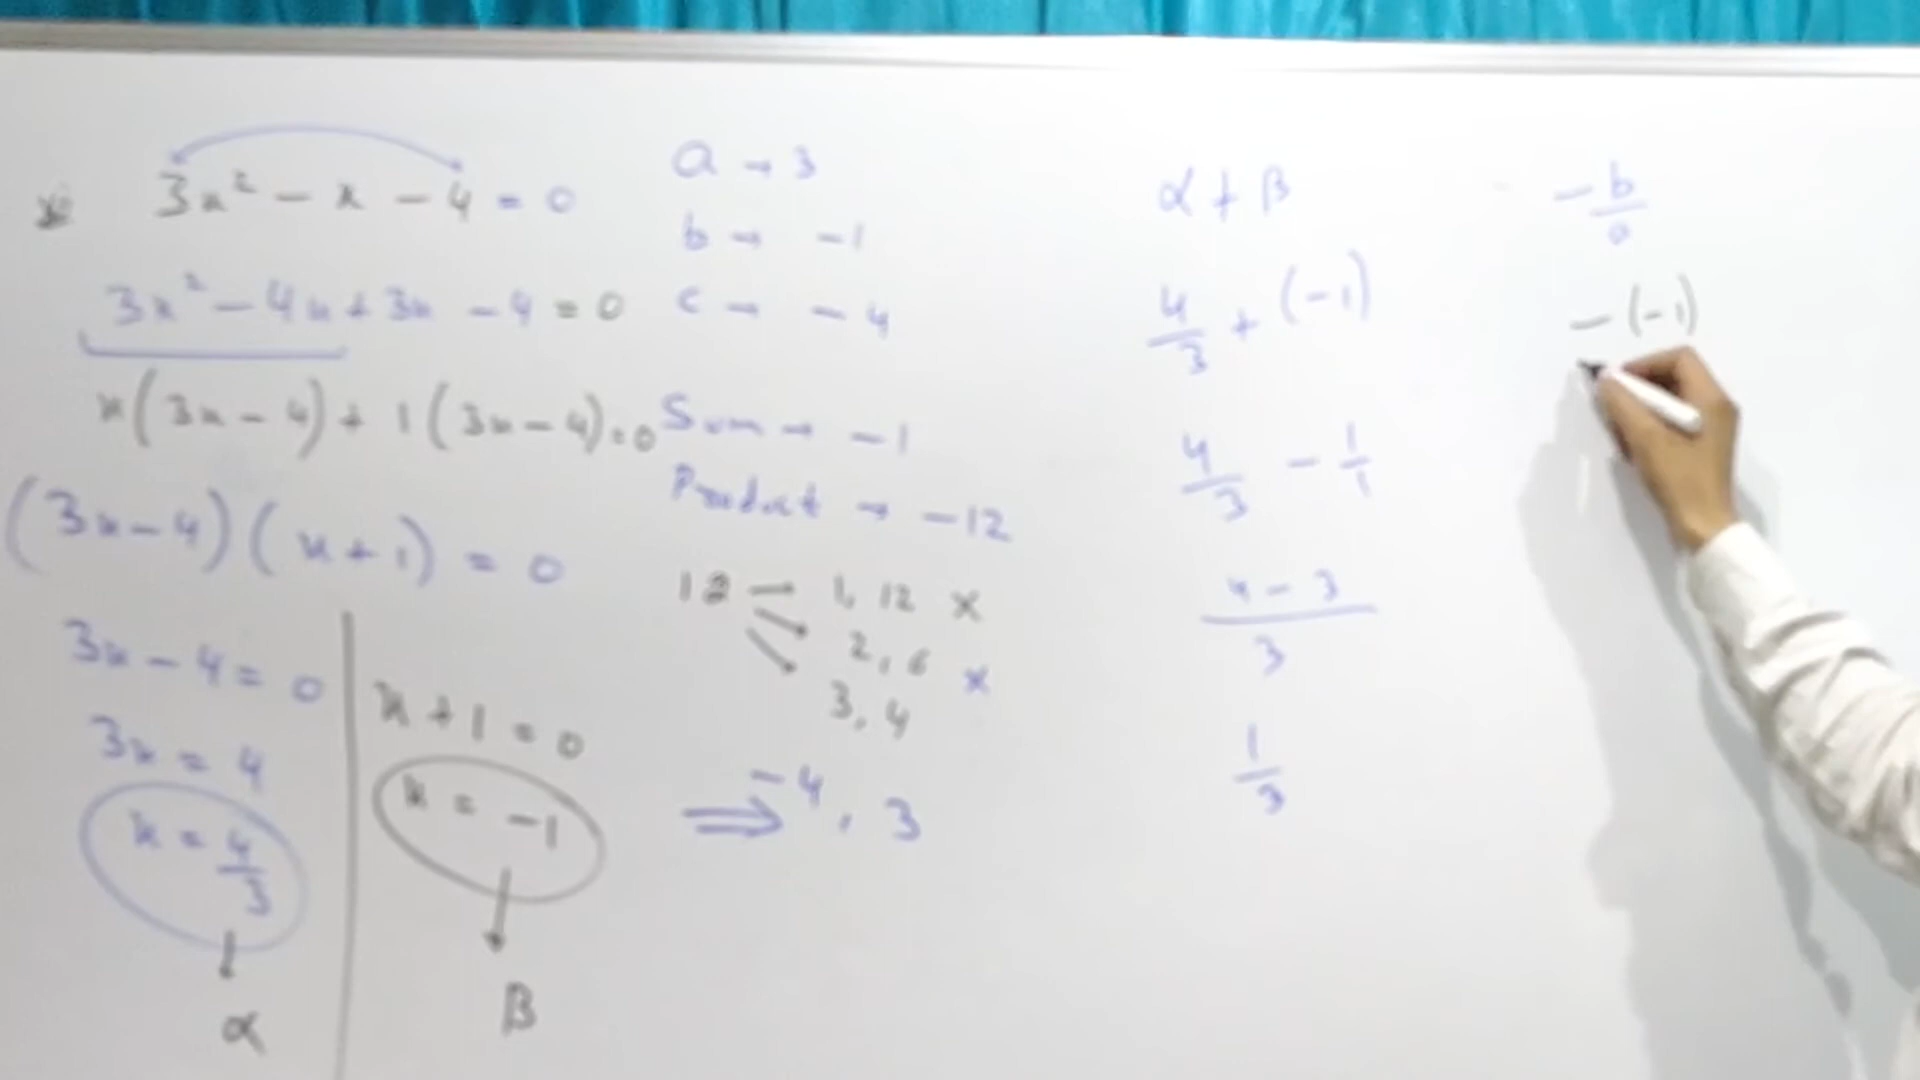 3x² - x - 4 = 0
3x² - 4x + 3x - 4 = 0
x(3x - 4) + 1(3x - 4) = 0
(3x - 4)(x + 1) = 0
3x - 4 = 0
3x = 4
x = 4/3
α
x + 1 = 0
x = -1
β
a → 3
b → -1
c → -4
Sum → -1
Product → -12
12 — 1, 12 x
2, 6 x
3, 4
⇒ -4, 3
α + β
4/3 + (-1)
4/3 - 1/1
4 - 3 / 3
1/3
-b/a
-(-1)